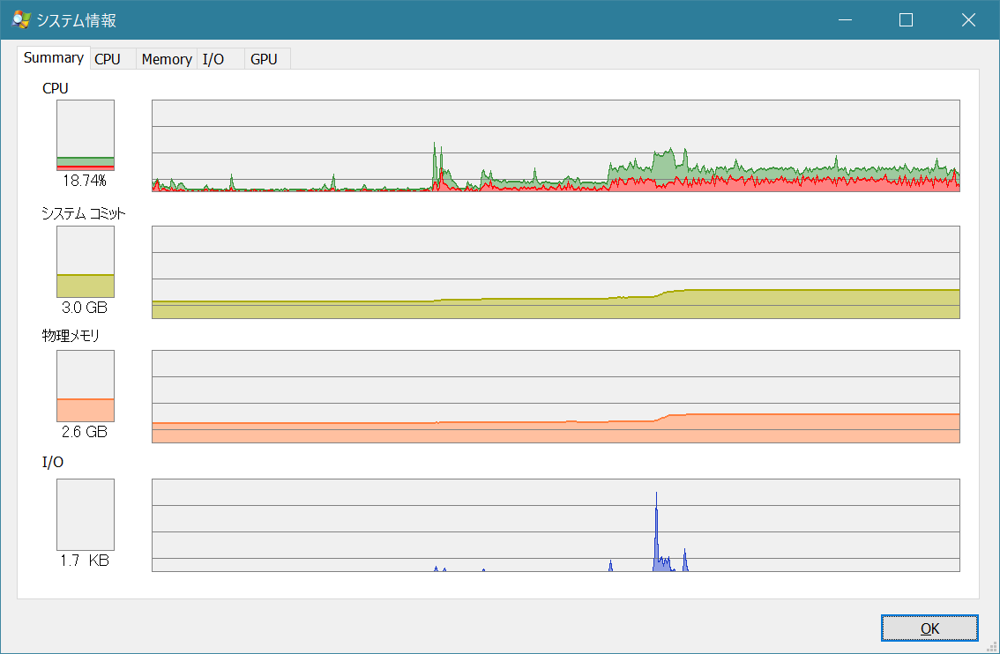 システム情報
Summary CPU Memory I/O GPU
CPU
18.74%
システム コミット
3.0 GB
物理メモリ
2.6 GB
I/O
1.7 KB
OK